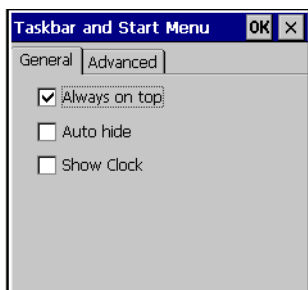 Taskbar and Start Menu OK ×
General Advanced
Always on top
Auto hide
Show Clock